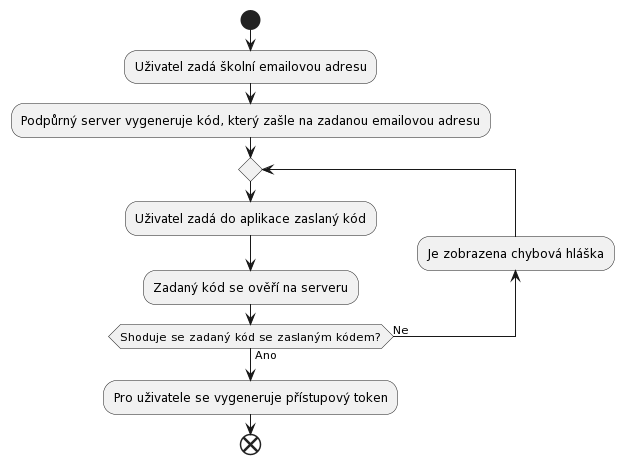 Uživatel zadá školní emailovou adresu
Podpůrný server vygeneruje kód, který zašle na zadanou emailovou adresu
Uživatel zadá do aplikace zaslaný kód
Je zobrazena chybová hláška
Zadaný kód se ověří na serveru
Shoduje se zadaný kód se zaslaným kódem?
Ne
Ano
Pro uživatele se vygeneruje přístupový token